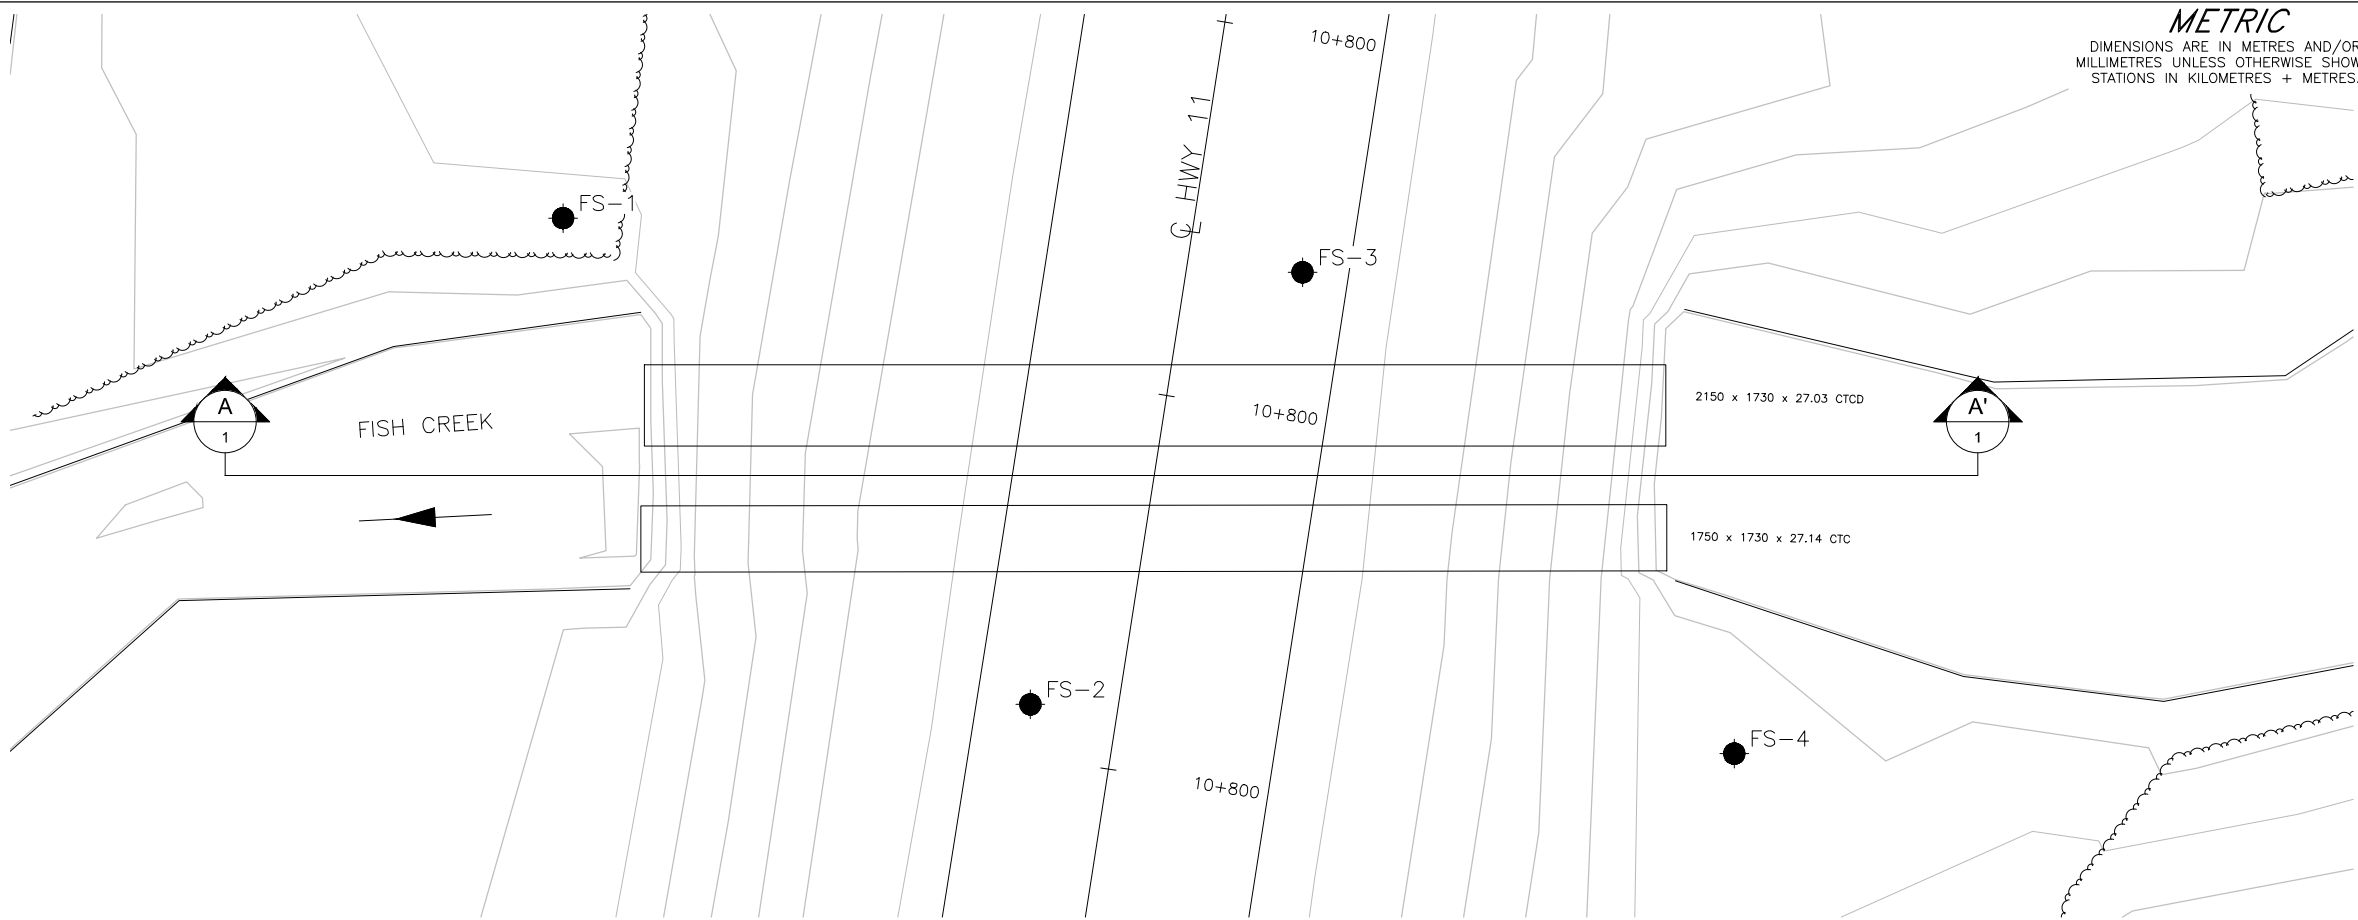 METRIC
DIMENSIONS ARE IN METRES AND/OR
MILLIMETRES UNLESS OTHERWISE SHOW
STATIONS IN KILOMETRES + METRES.
10+800
℄ HWY 11
FS-1
FS-3
2150 x 1730 x 27.03 CTCD
A
1
FISH CREEK
10+800
A'
1
1750 x 1730 x 27.14 CTC
FS-2
FS-4
10+800